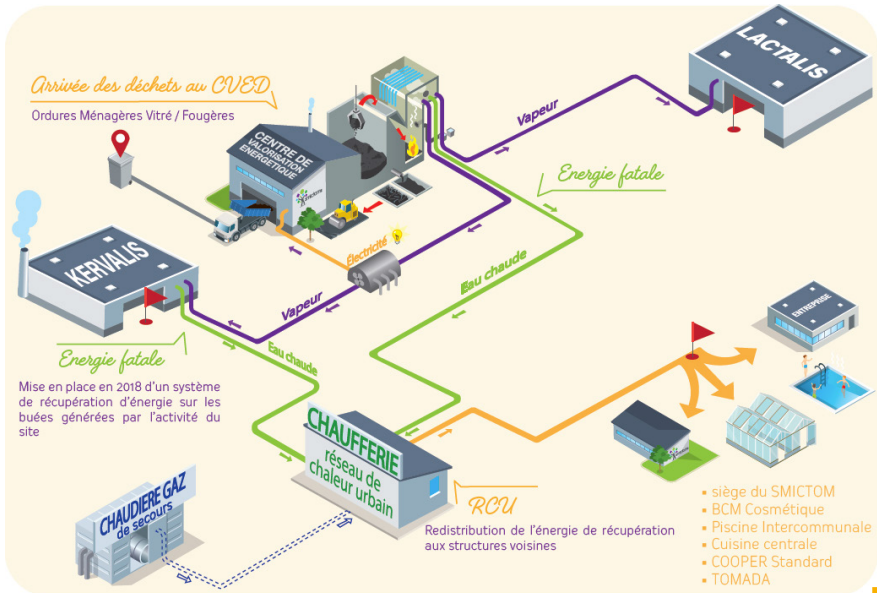 Arrivée des déchets au CVED
Ordures Ménagères Vitré / Fougères
CENTRE DE
VALORISATION
ENERGETIQUE
LACTALIS
Vapeur
Energie fatale
Électricité
Eau chaude
KERVALIS
Vapeur
Energie fatale
Mise en place en 2018 d'un système
de récupération d'énergie sur les
buées générées par l'activité du
site
Eau chaude
ENTREPRISE
CHAUFFERIE
réseau de
chaleur urbain
CHAUDIERE GAZ
de secours
RCU
Redistribution de l'énergie de récupération
aux structures voisines
▪ siège du SMICTOM
▪ BCM Cosmétique
▪ Piscine Intercommunale
▪ Cuisine centrale
▪ COOPER Standard
▪ TOMADA